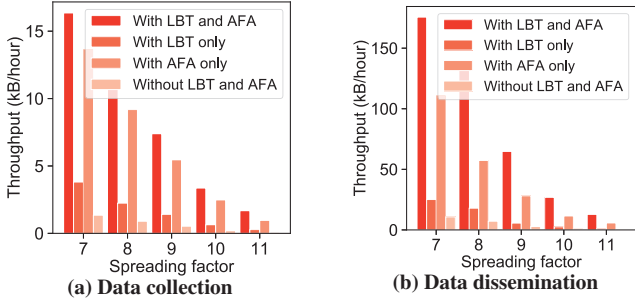 Throughput (kB/hour)
15
10
5
0
With LBT and AFA
With LBT only
With AFA only
Without LBT and AFA
7 8 9 10 11
Spreading factor
(a) Data collection
Throughput (kB/hour)
150
100
50
0
With LBT and AFA
With LBT only
With AFA only
Without LBT and AFA
7 8 9 10 11
Spreading factor
(b) Data dissemination